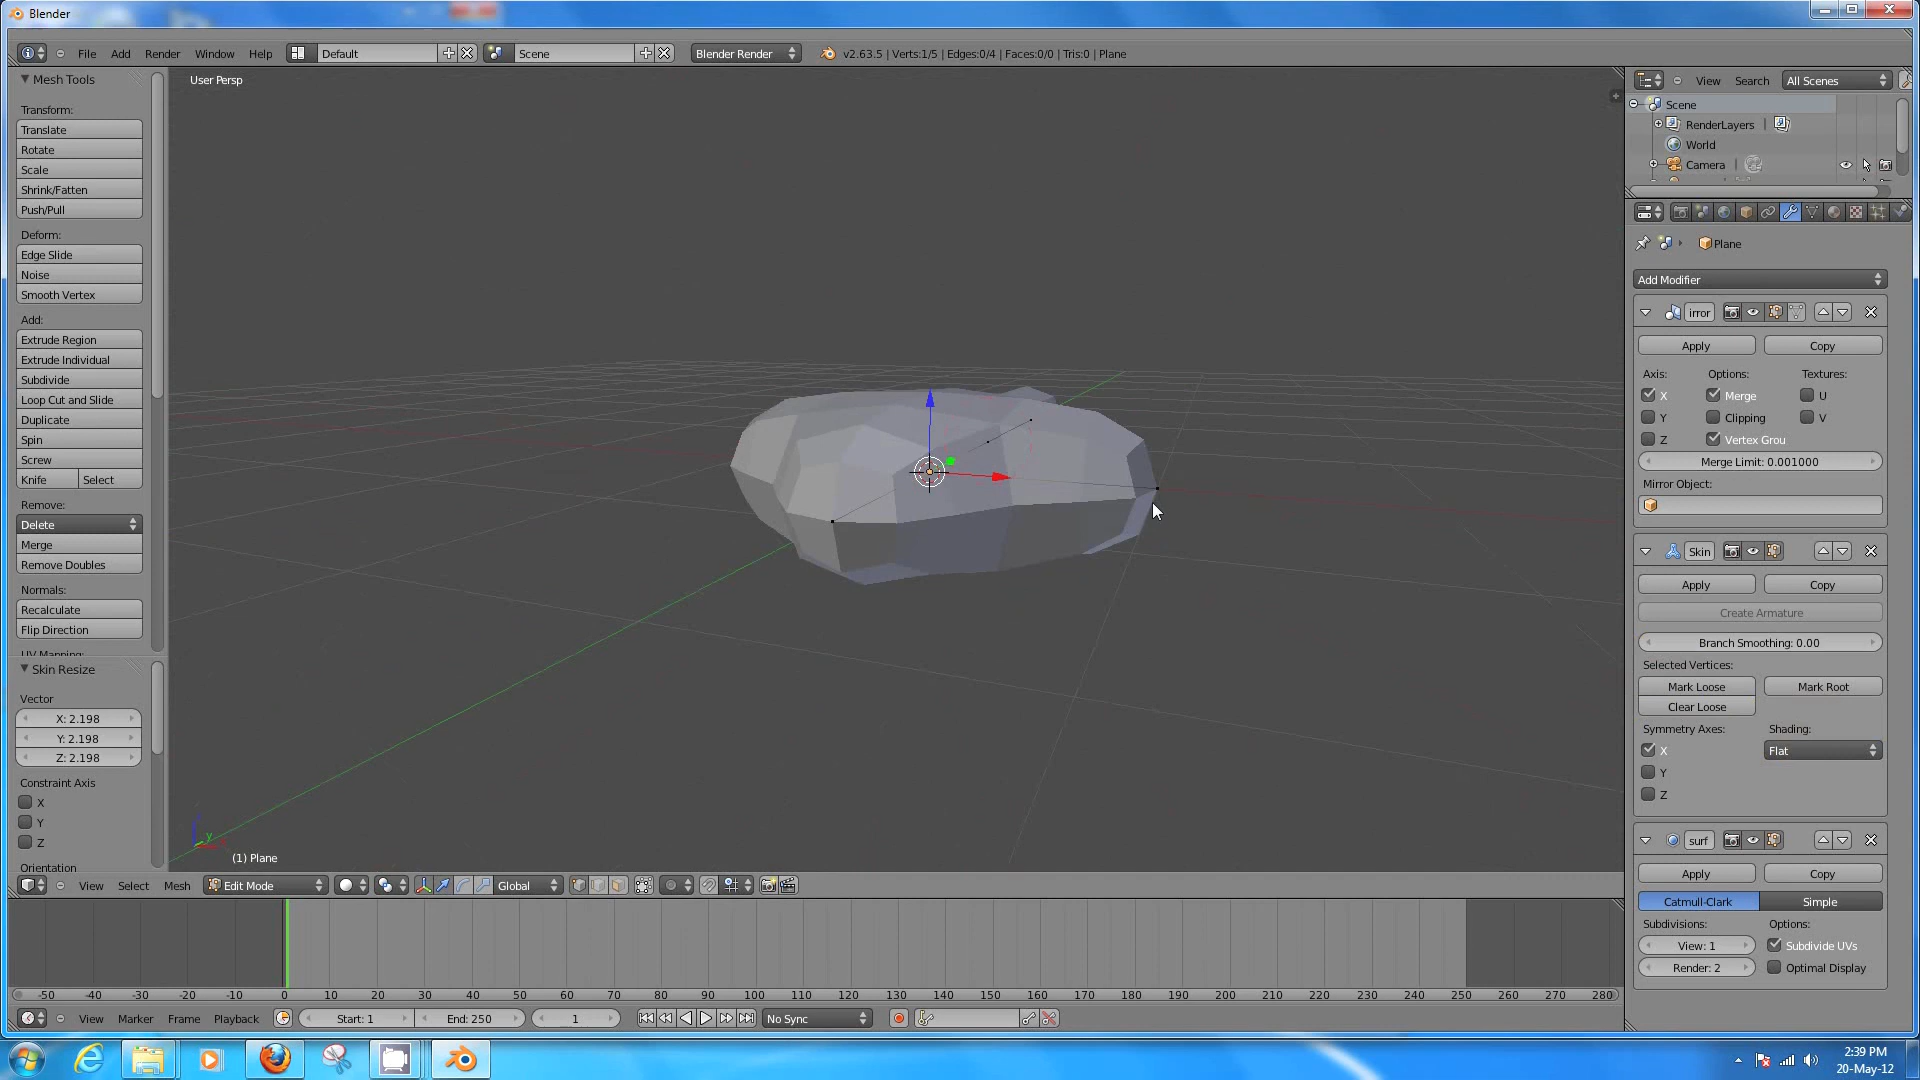 Blender
File Add Render Window Help Default Scene Blender Render v2.63.5 | Verts:1/5 | Edges:0/4 | Faces:0/0 | Tris:0 | Plane
Mesh Tools
Transform:
Translate
Rotate
Scale
Shrink/Fatten
Push/Pull
Deform:
Edge Slide
Noise
Smooth Vertex
Add:
Extrude Region
Extrude Individual
Subdivide
Loop Cut and Slide
Duplicate
Spin
Screw
Knife Select
Remove:
Delete
Merge
Remove Doubles
Normals:
Recalculate
Flip Direction
UV Mapping:
Skin Resize
Vector
X: 2.198
Y: 2.198
Z: 2.198
Constraint Axis
X
Y
Z
Orientation
User Persp
y
(1) Plane
View Select Mesh Edit Mode Global
View Search All Scenes
Scene
RenderLayers
World
Camera
Plane
Add Modifier
irror
Apply Copy
Axis: Options: Textures:
X Merge U
Y Clipping V
Z Vertex Grou
Merge Limit: 0.001000
Mirror Object:
Skin
Apply Copy
Create Armature
Branch Smoothing: 0.00
Selected Vertices:
Mark Loose Mark Root
Clear Loose
Symmetry Axes: Shading:
X Flat
Y
Z
surf
Apply Copy
Catmull-Clark Simple
Subdivisions: Options:
View: 1 Subdivide UVs
Render: 2 Optimal Display
-50 -40 -30 -20 -10 0 10 20 30 40 50 60 70 80 90 100 110 120 130 140 150 160 170 180 190 200 210 220 230 240 250 260 270 280
View Marker Frame Playback Start: 1 End: 250 1 No Sync
2:39 PM
20-May-12